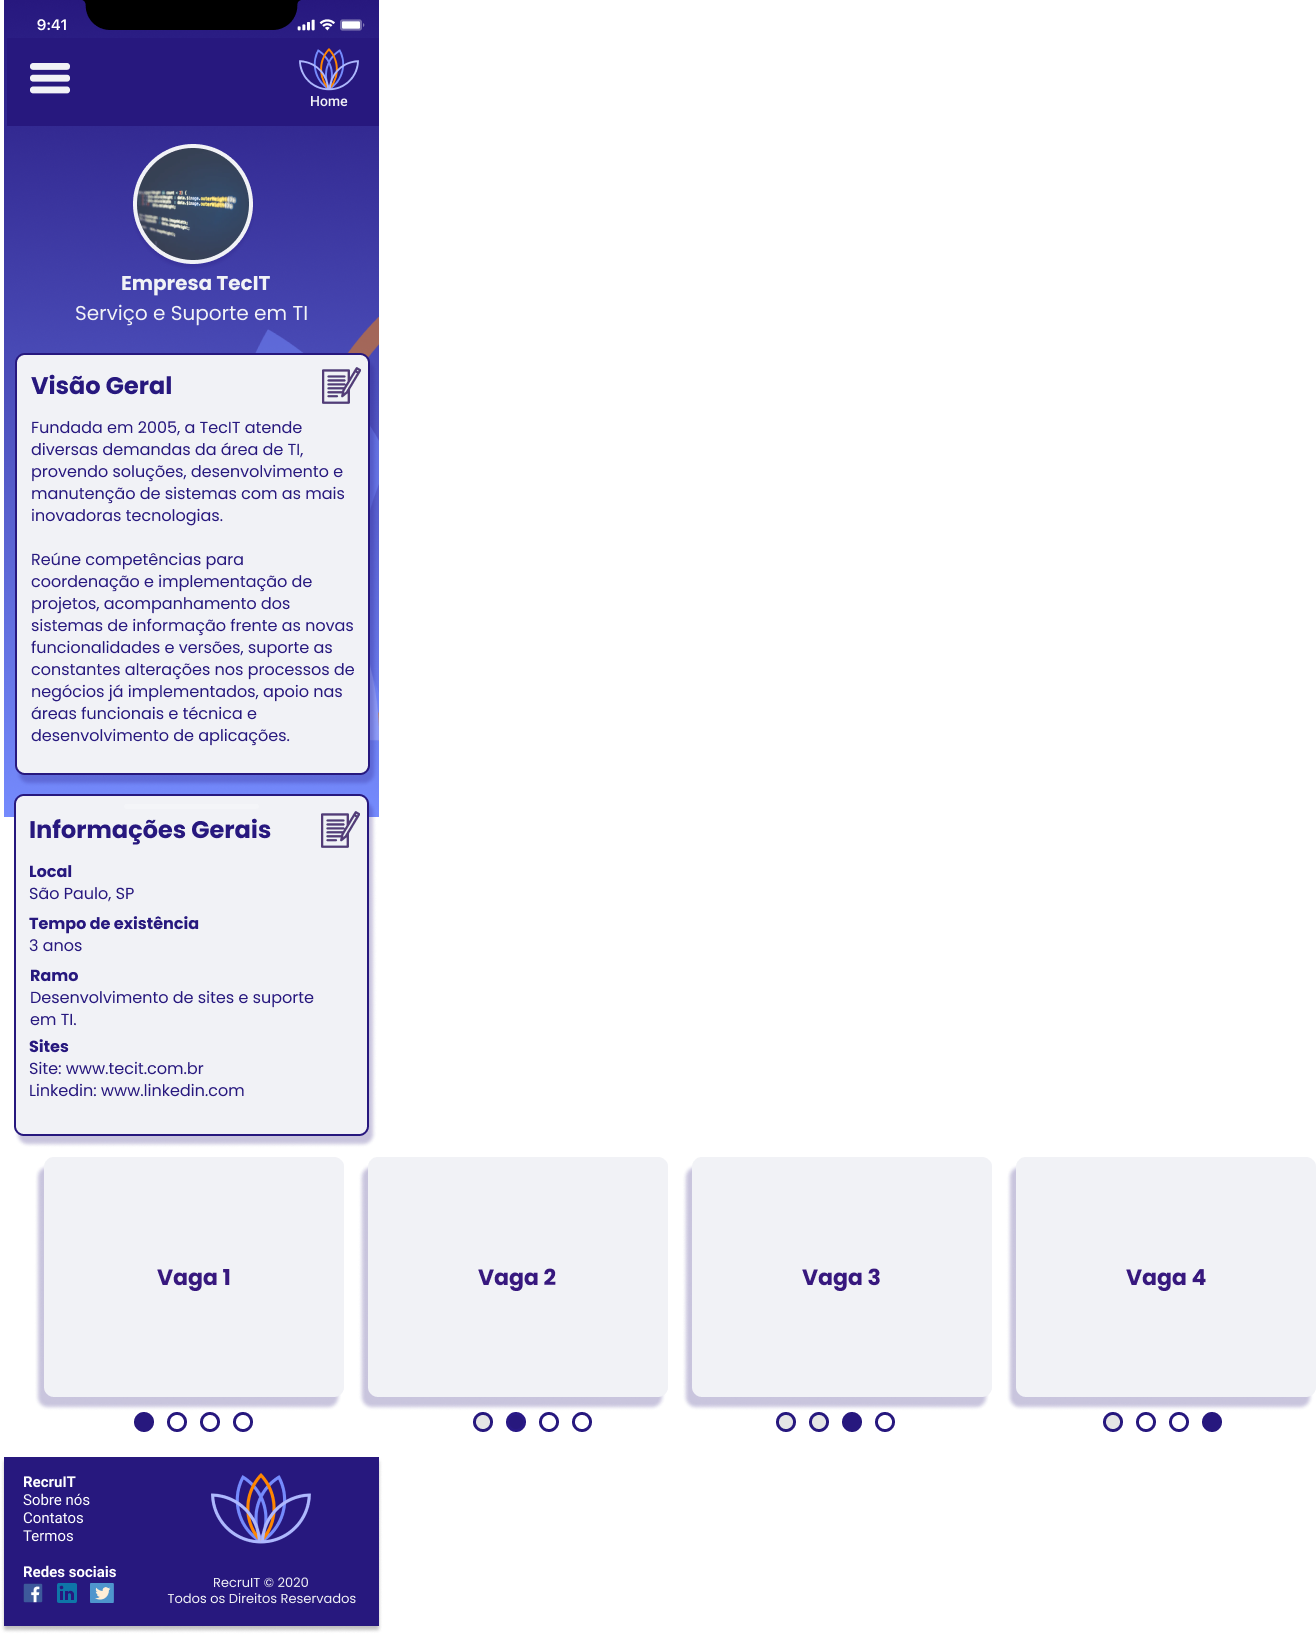 9:41
Home
Empresa TecIT
Serviço e Suporte em TI
Visão Geral
Fundada em 2005, a TecIT atende
diversas demandas da área de TI,
provendo soluções, desenvolvimento e
manutenção de sistemas com as mais
inovadoras tecnologias.
Reúne competências para
coordenação e implementação de
projetos, acompanhamento dos
sistemas de informação frente as novas
funcionalidades e versões, suporte as
constantes alterações nos processos de
negócios já implementados, apoio nas
áreas funcionais e técnica e
desenvolvimento de aplicações.
Informações Gerais
Local
São Paulo, SP
Tempo de existência
3 anos
Ramo
Desenvolvimento de sites e suporte
em TI.
Sites
Site: www.tecit.com.br
Linkedin: www.linkedin.com
Vaga 1
Vaga 2
Vaga 3
Vaga 4
RecruIT
Sobre nós
Contatos
Termos
Redes sociais
RecruIT © 2020
Todos os Direitos Reservados